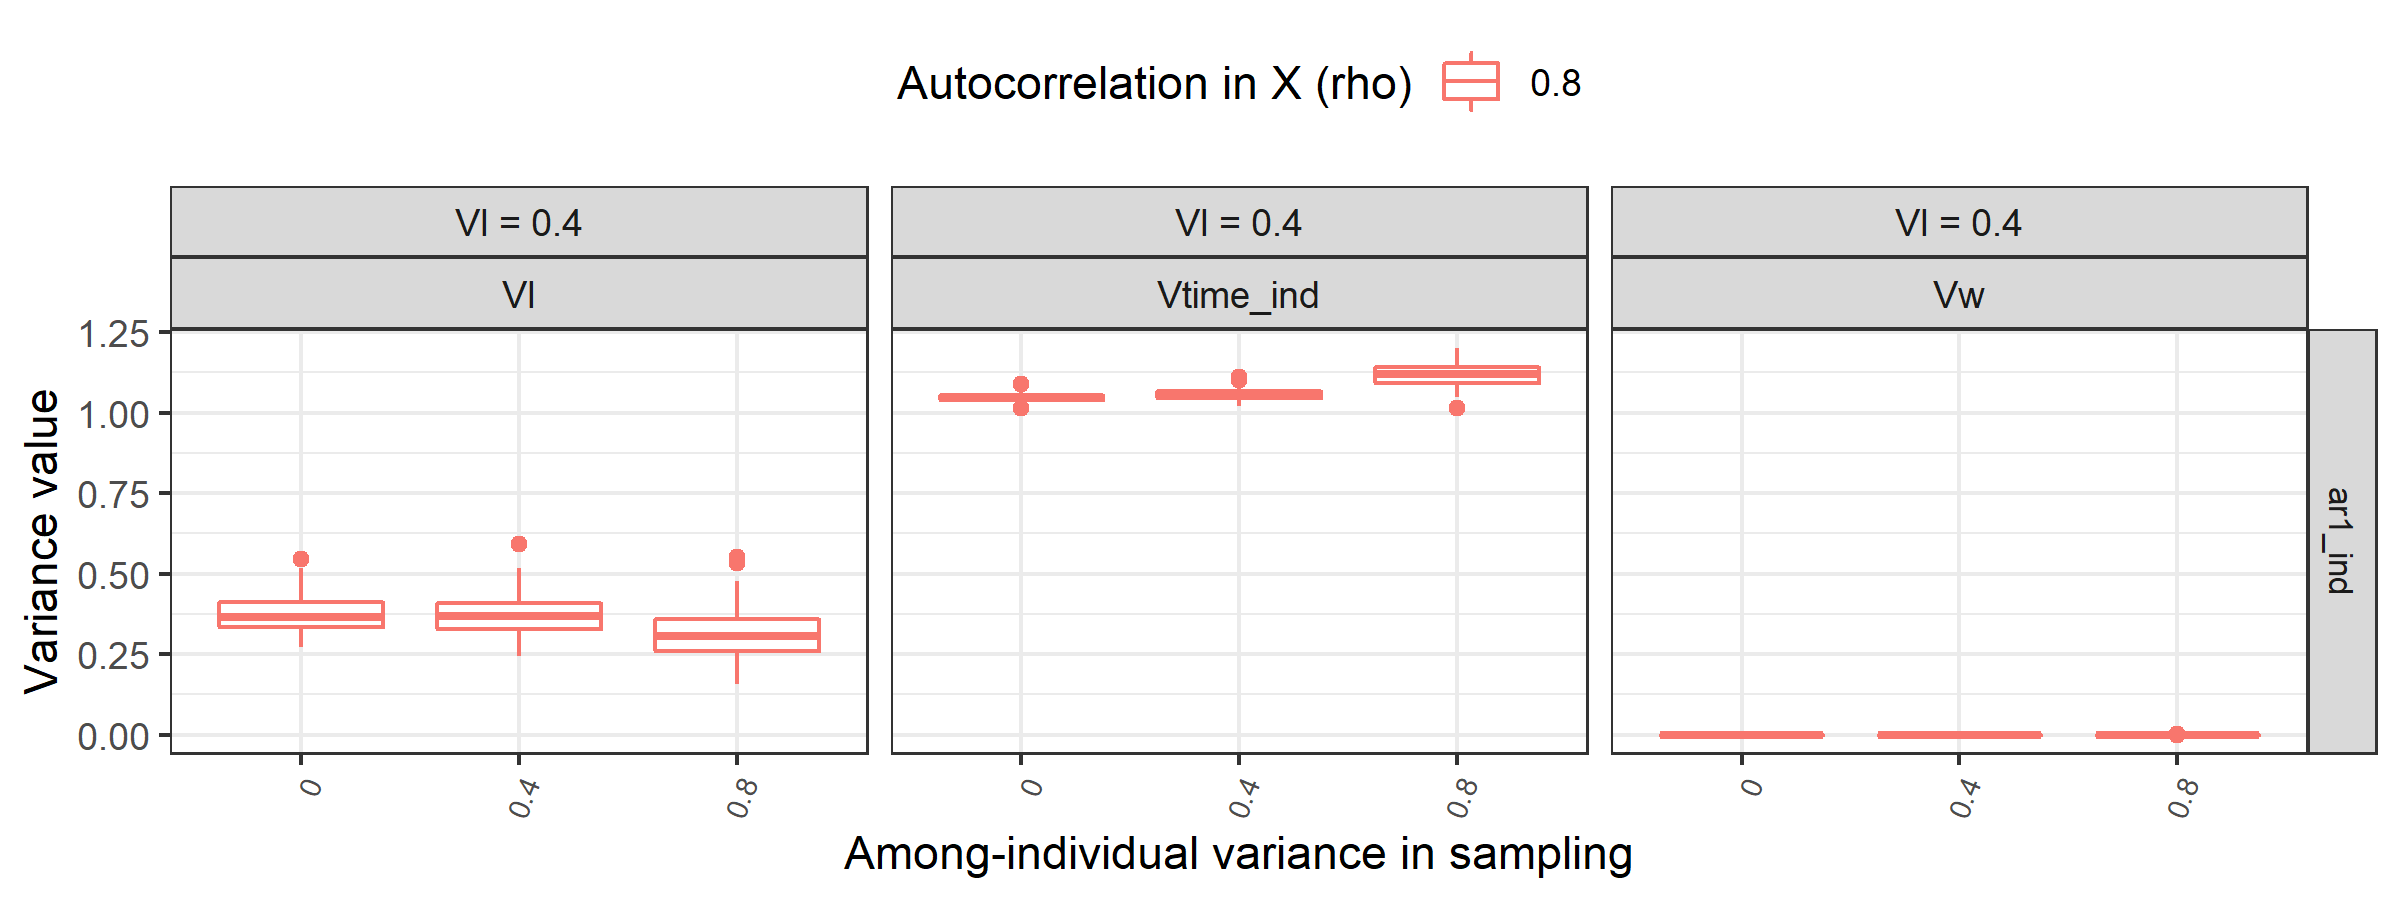 Autocorrelation in X (rho) 0.8
VI = 0.4 VI = 0.4 VI = 0.4
VI Vtime_ind Vw
1.25
1.00
0.75
0.50
0.25
0.00
Variance value
ar1_ind
0 0.4 0.8 0 0.4 0.8 0 0.4 0.8
Among-individual variance in sampling